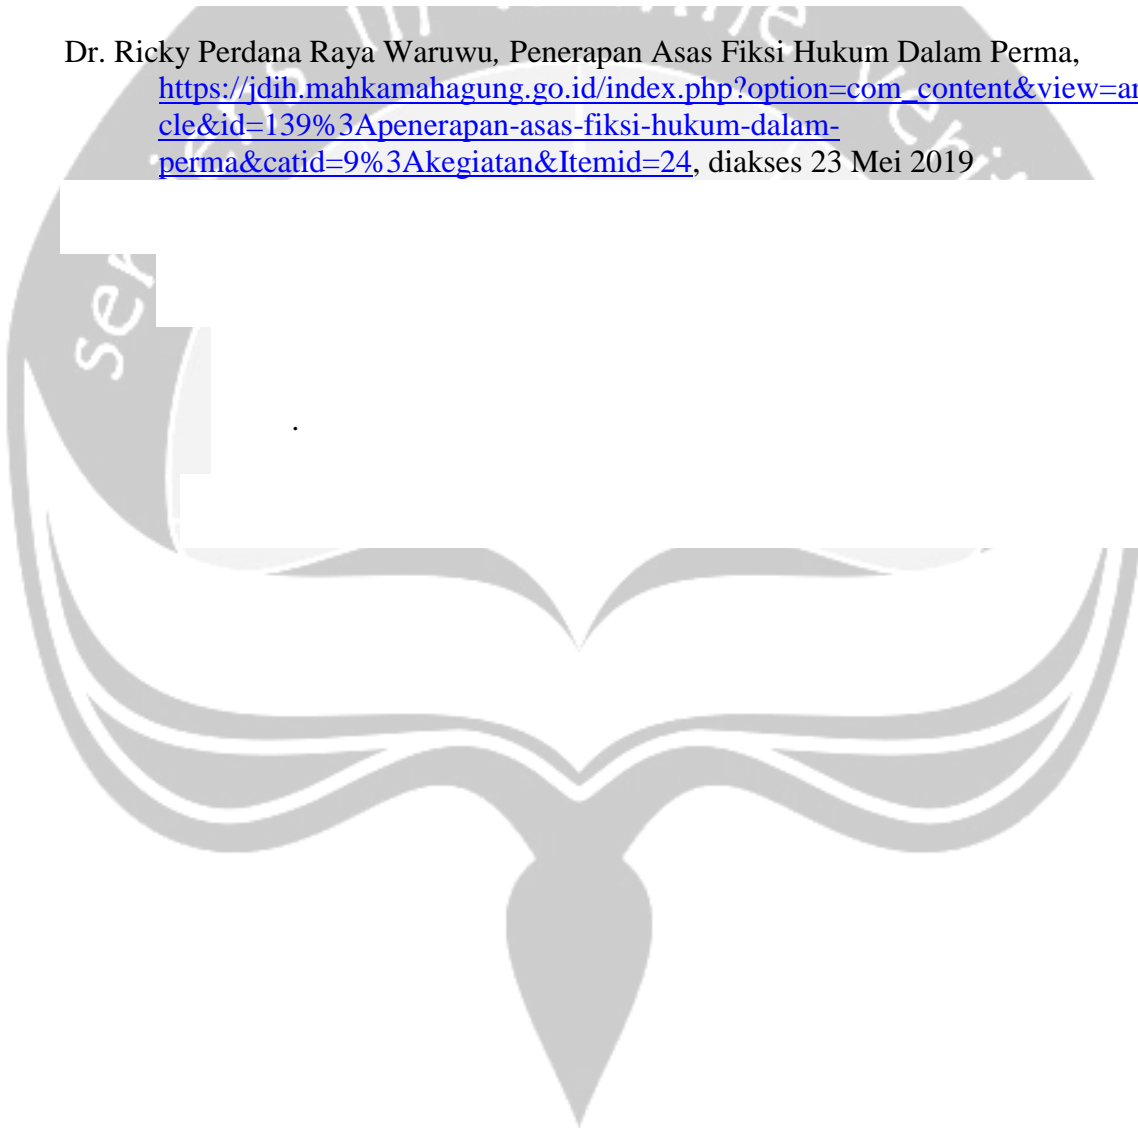 Dr. Ricky Perdana Raya Waruwu, Penerapan Asas Fiksi Hukum Dalam Perma,
https://jdih.mahkamahagung.go.id/index.php?option=com_content&view=ar
cle&id=139%3Apenerapan-asas-fiksi-hukum-dalam-
perma&catid=9%3Akegiatan&Itemid=24, diakses 23 Mei 2019
.